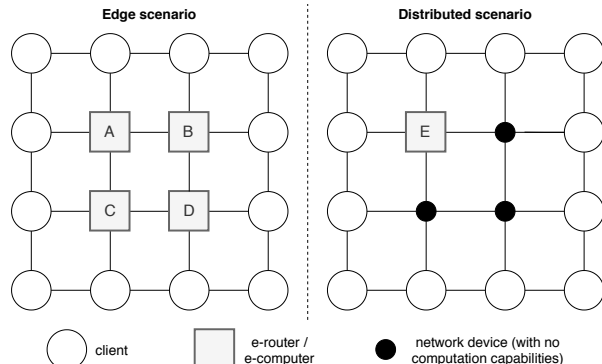 Edge scenario
Distributed scenario
A
B
E
C
D
client
e-router /
e-computer
network device (with no
computation capabilities)